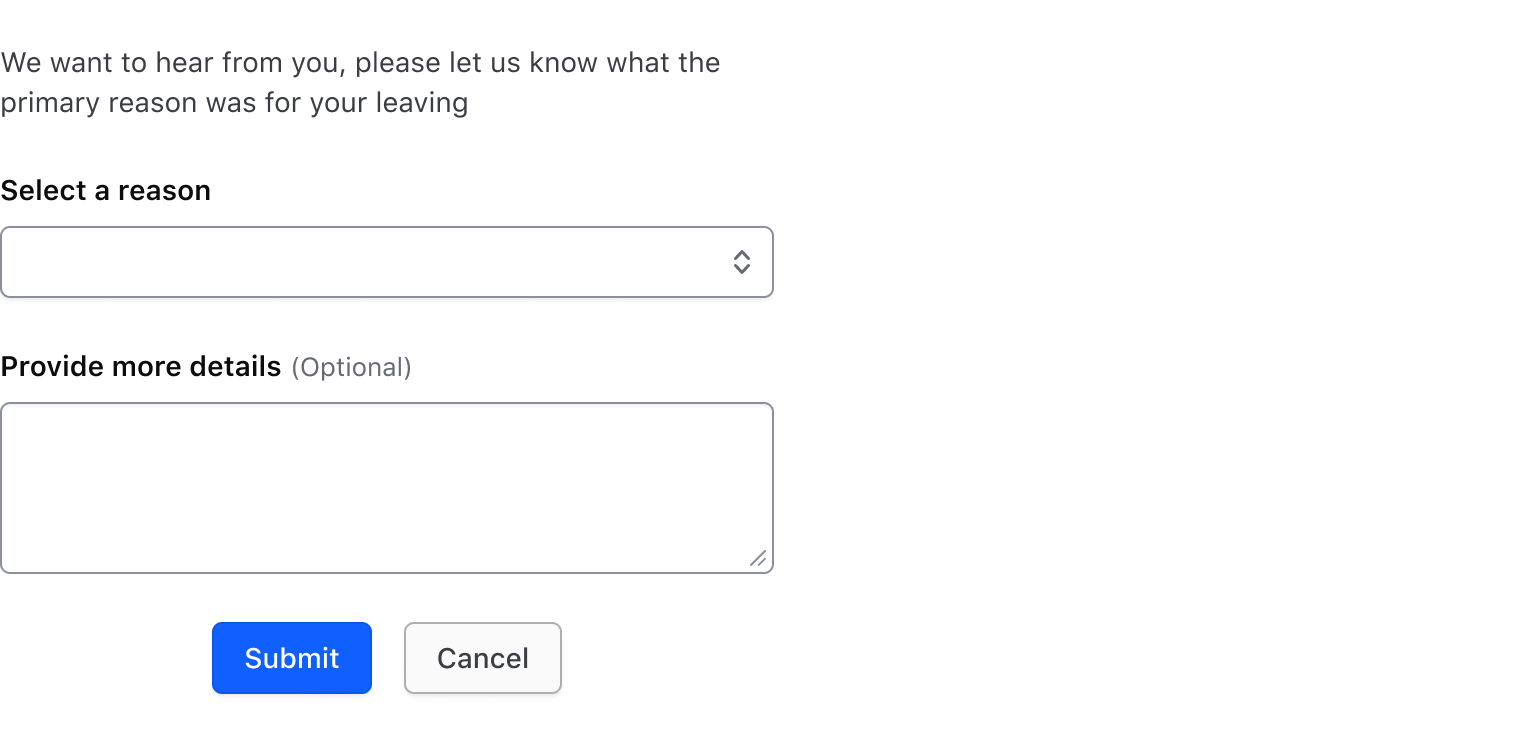 We want to hear from you, please let us know what the
primary reason was for your leaving
Select a reason
Provide more details (Optional)
Submit Cancel